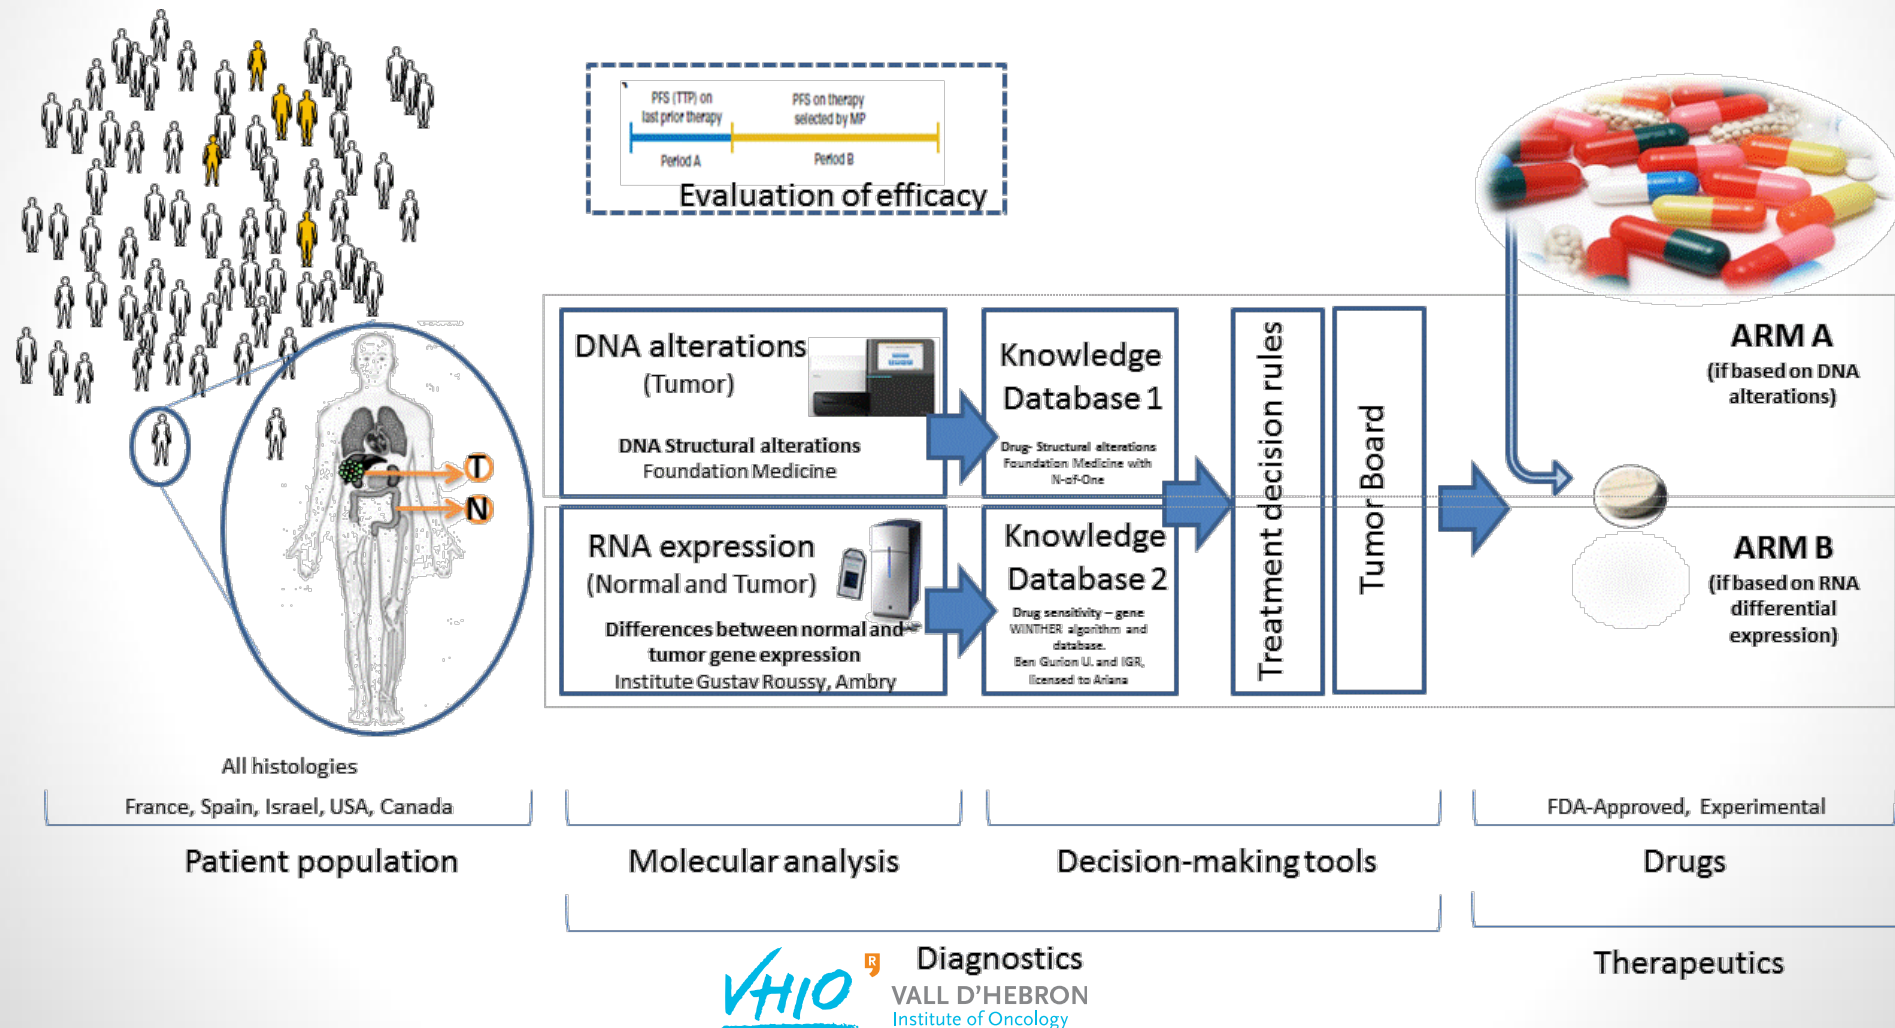 PFS (TTP) on
last prior therapy
PFS on therapy
selected by MP
Period A
Period B
Evaluation of efficacy
T
N
DNA alterations
(Tumor)
DNA Structural alterations
Foundation Medicine
Knowledge
Database 1
Drug- Structural alterations
Foundation Medicine with
N-of-One
RNA expression
(Normal and Tumor)
Differences between normal and
tumor gene expression
Institute Gustav Roussy, Ambry
Knowledge
Database 2
Drug sensitivity – gene
WINTHER algorithm and
database.
Ben Gurion U. and IGR,
licensed to Ariana
Treatment decision rules
Tumor Board
ARM A
(if based on DNA
alterations)
ARM B
(if based on RNA
differential
expression)
All histologies
France, Spain, Israel, USA, Canada
FDA-Approved, Experimental
Patient population
Molecular analysis
Decision-making tools
Drugs
Diagnostics
Therapeutics
VHIO
R
VALL D'HEBRON
Institute of Oncology